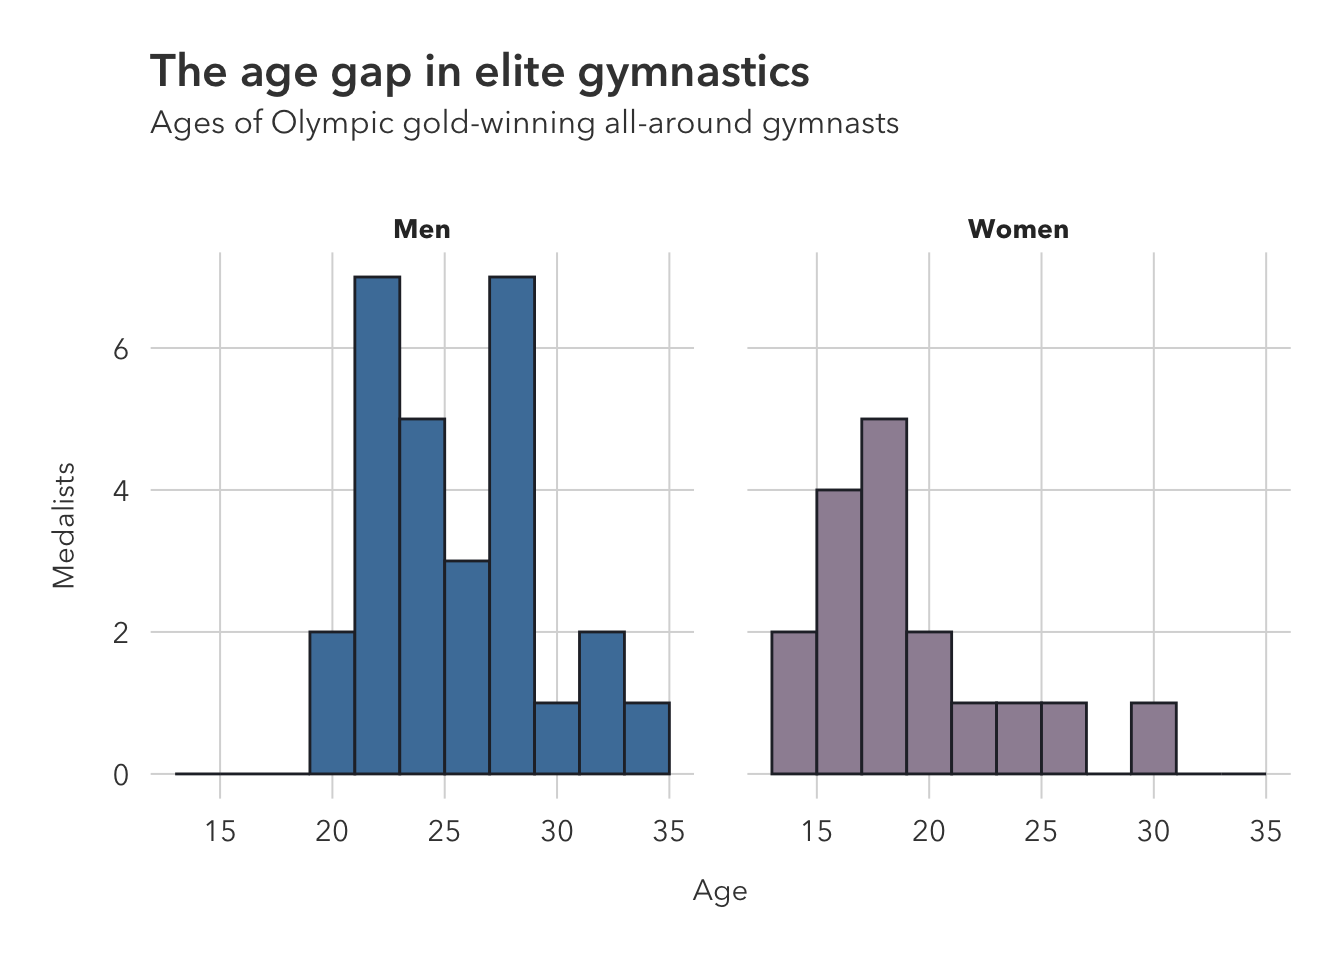 The age gap in elite gymnastics
Ages of Olympic gold-winning all-around gymnasts
Men
Women
Medalists
6
4
2
0
15 20 25 30 35
15 20 25 30 35
Age